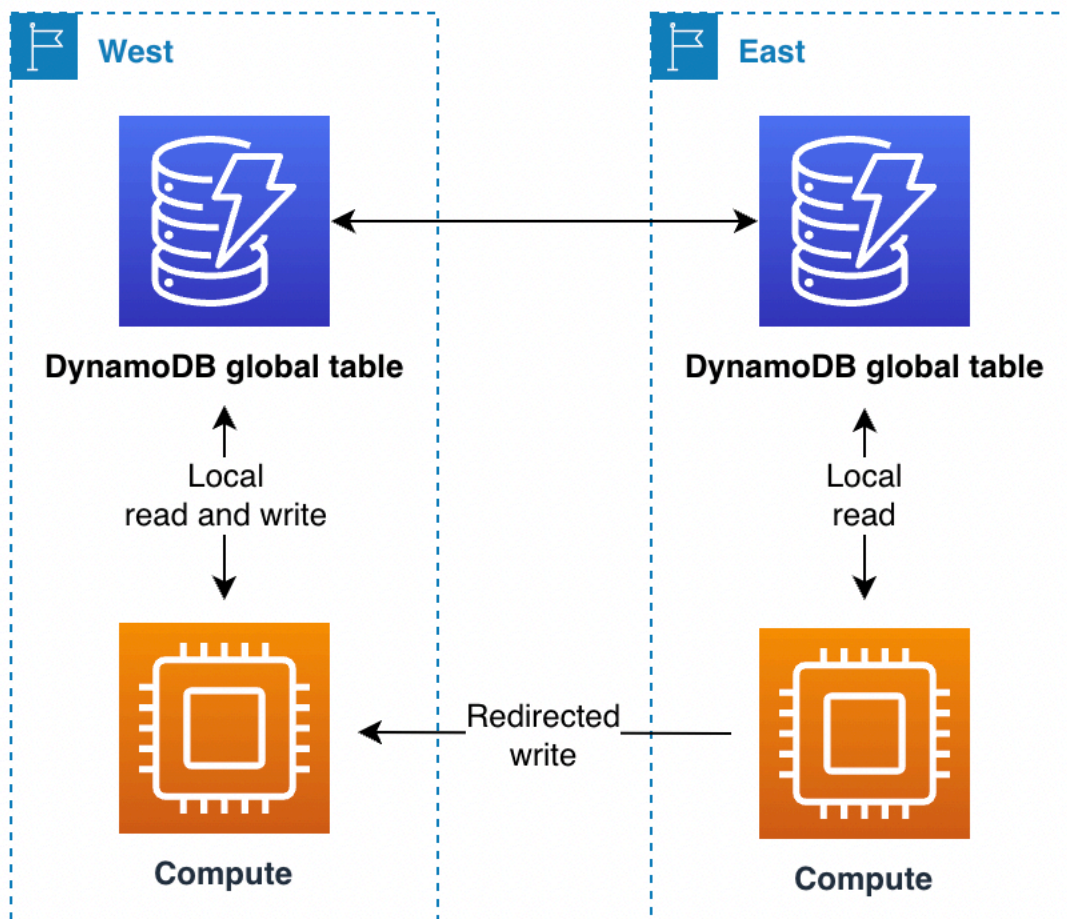 West
East
DynamoDB global table
DynamoDB global table
Local
read and write
Local
read
Redirected
write
Compute
Compute